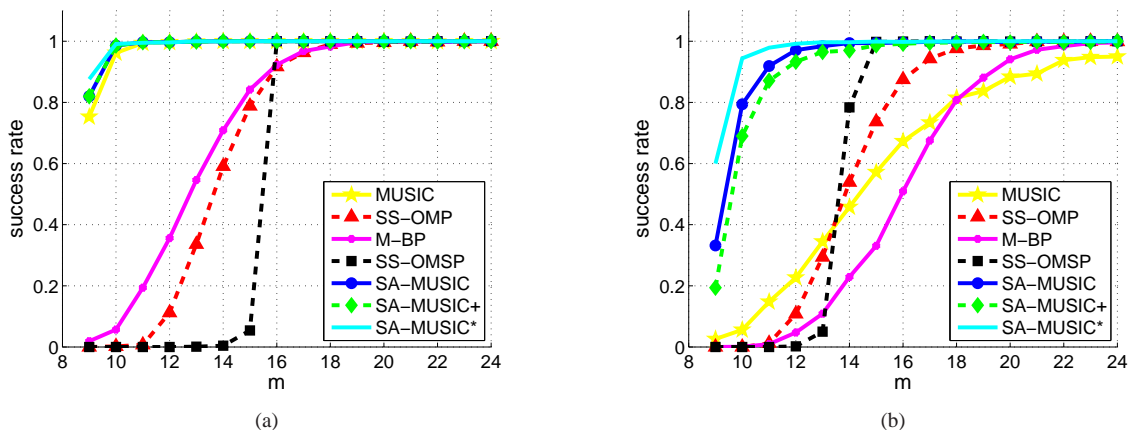 1
0.8
0.6
0.4
0.2
0
success rate
8 10 12 14 16 18 20 22 24
m
MUSIC
SS−OMP
M−BP
SS−OMSP
SA−MUSIC
SA−MUSIC+
SA−MUSIC*
(a)
1
0.8
0.6
0.4
0.2
0
success rate
8 10 12 14 16 18 20 22 24
m
MUSIC
SS−OMP
M−BP
SS−OMSP
SA−MUSIC
SA−MUSIC+
SA−MUSIC*
(b)